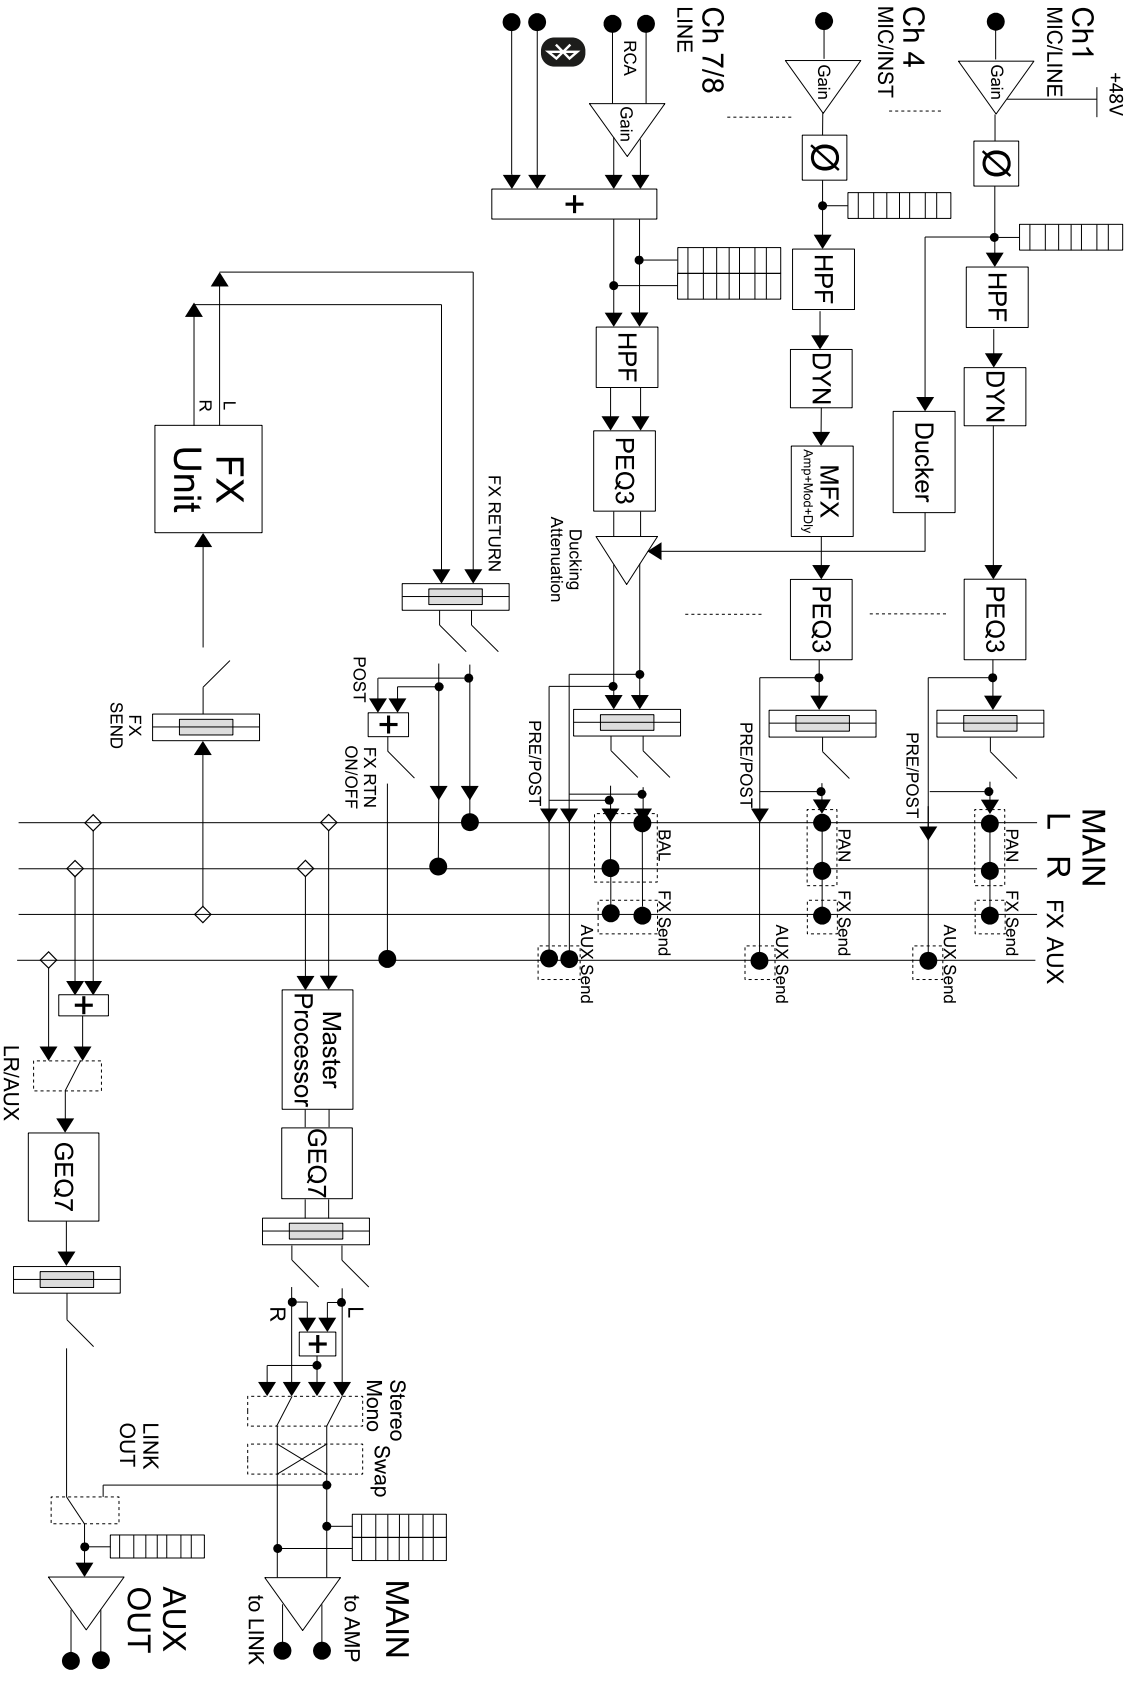 Ch1
MIC/LINE
+48V
Gain
Ø
HPF
DYN
Ducker
PEQ3
PRE/POST
PAN
FX Send
AUX Send
Ch 4
MIC/INST
Gain
Ø
HPF
DYN
MFX
Amp+Mod+Dly
PEQ3
PRE/POST
PAN
FX Send
AUX Send
Ch 7/8
LINE
RCA
Gain
+
HPF
PEQ3
Ducking
Attenuation
PRE/POST
BAL
FX Send
AUX Send
MAIN
L R
FX AUX
FX RETURN
L
R
FX
Unit
POST
+
FX RTN
ON/OFF
FX
SEND
Master
Processor
GEQ7
L
R
+
Stereo
Mono
Swap
MAIN
to AMP
to LINK
+
LR/AUX
GEQ7
LINK
OUT
AUX
OUT